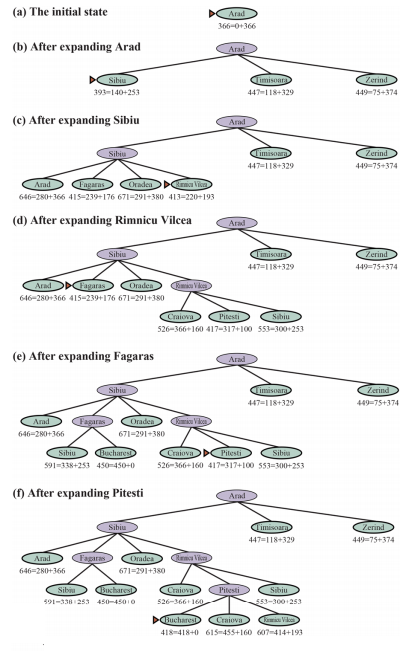 (a) The initial state
Arad
366=0+366
(b) After expanding Arad
Arad
Sibiu Timisoara Zerind
393=140+253 447=118+329 449=75+374
(c) After expanding Sibiu
Arad
Sibiu Timisoara Zerind
447=118+329 449=75+374
Arad Fagaras Oradea Rimnicu Vilcea
646=280+366 415=239+176 671=291+380 413=220+193
(d) After expanding Rimnicu Vilcea
Arad
Sibiu Timisoara Zerind
447=118+329 449=75+374
Arad Fagaras Oradea Rimnicu Vilcea
646=280+366 415=239+176 671=291+380
Craiova Pitesti Sibiu
526=366+160 417=317+100 553=300+253
(e) After expanding Fagaras
Arad
Sibiu Timisoara Zerind
447=118+329 449=75+374
Arad Fagaras Oradea Rimnicu Vilcea
646=280+366 671=291+380
Sibiu Bucharest Craiova Pitesti Sibiu
591=338+253 450=450+0 526=366+160 417=317+100 553=300+253
(f) After expanding Pitesti
Arad
Sibiu Timisoara Zerind
447=118+329 449=75+374
Arad Fagaras Oradea Rimnicu Vilcea
646=280+366 671=291+380
Sibiu Bucharest Craiova Pitesti Sibiu
591=338+253 450=450+0 526=366+160 553=300+253
Bucharest Craiova Rimnicu Vilcea
418=418+0 615=455+160 607=414+193